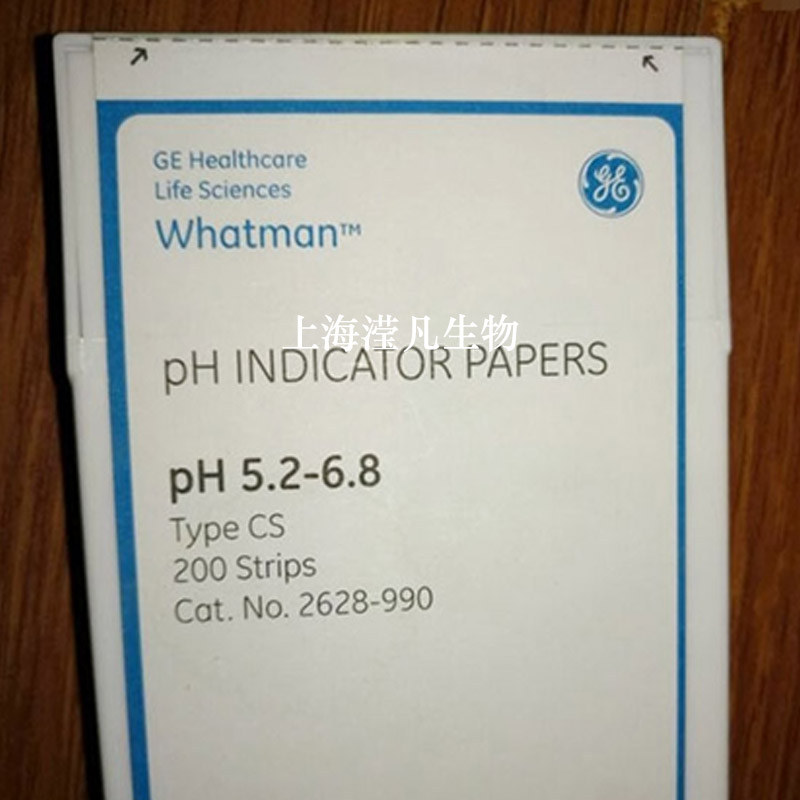 GE Healthcare
Life Sciences
Whatman™
GE
上海滢凡生物
pH INDICATOR PAPERS
pH 5.2-6.8
Type CS
200 Strips
Cat. No. 2628-990